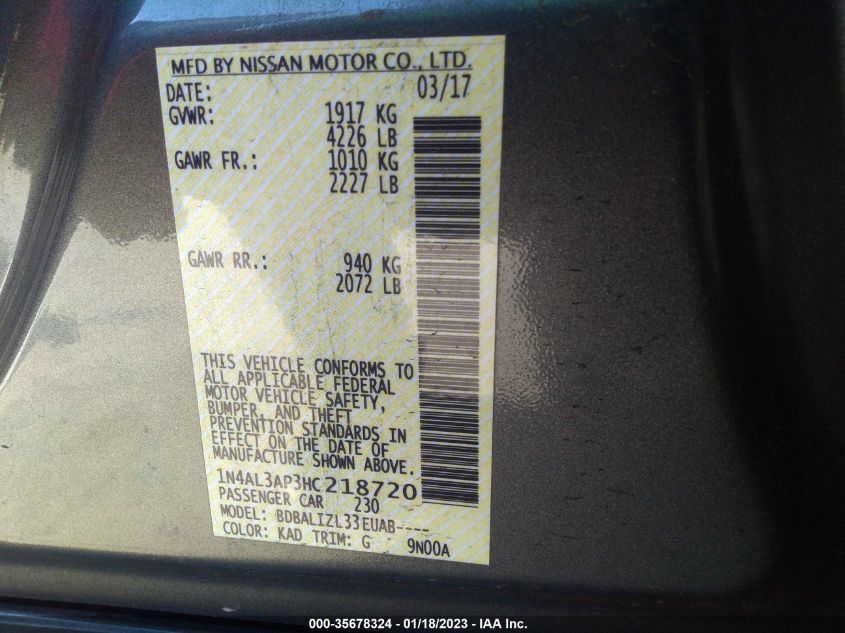 MFD BY NISSAN MOTOR CO., LTD.
DATE: 03/17
GVWR: 1917 KG
4226 LB
GAWR FR.: 1010 KG
2227 LB
GAWR RR.: 940 KG
2072 LB
THIS VEHICLE CONFORMS TO
ALL APPLICABLE FEDERAL
MOTOR VEHICLE SAFETY,
BUMPER, AND THEFT
PREVENTION STANDARDS IN
EFFECT ON THE DATE OF
MANUFACTURE SHOWN ABOVE.
1N4AL3AP3HC218720
PASSENGER CAR 230
MODEL: BDBALIZL33EUAB----
COLOR: KAD TRIM: G 9N00A
000-35678324 - 01/18/2023 - IAA Inc.